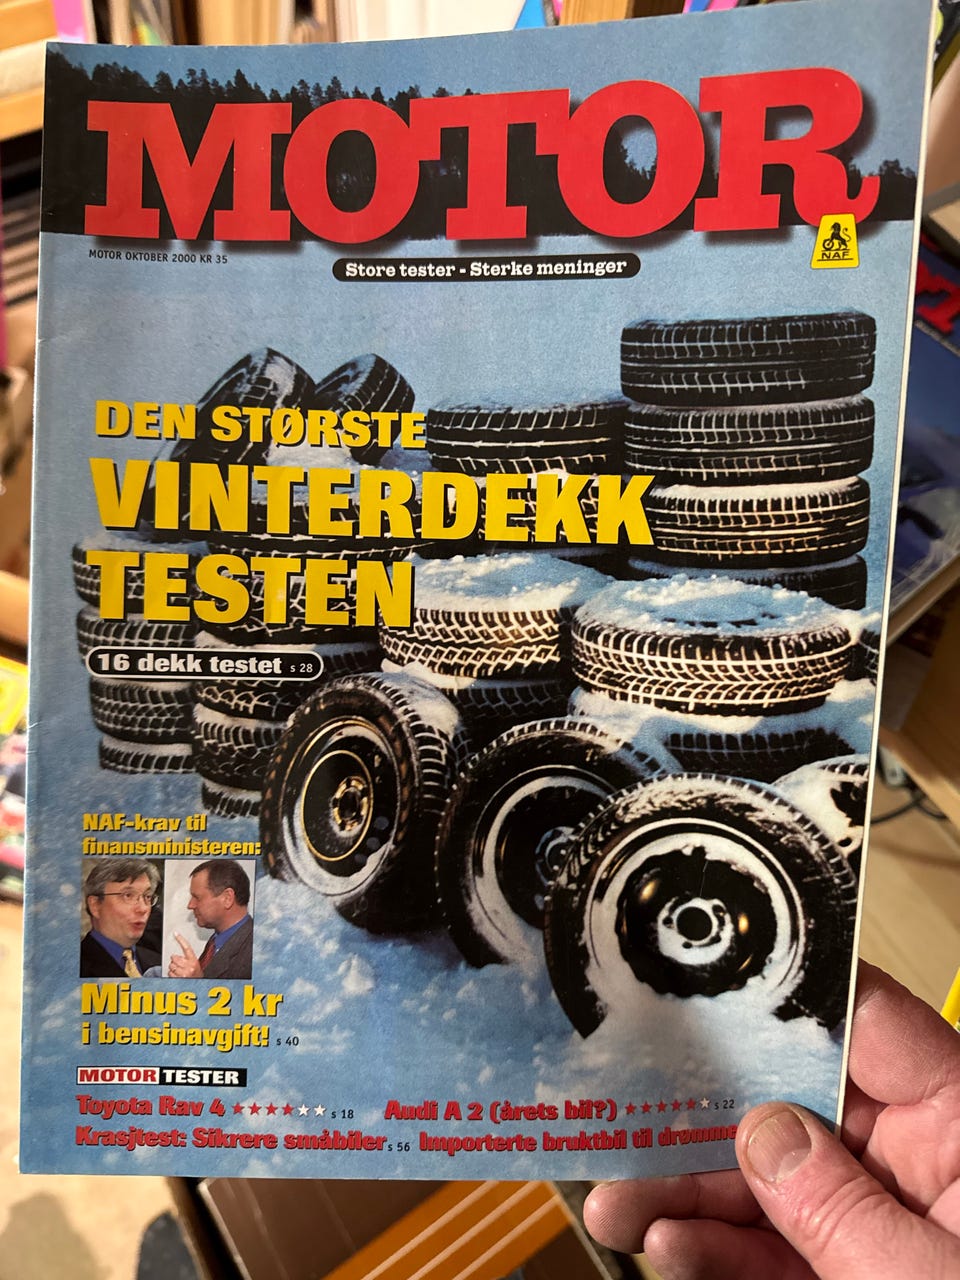 MOTOR
MOTOR OKTOBER 2000 KR 35
Store tester - Sterke meninger
NAF
DEN STØRSTE
VINTERDEKK
TESTEN
16 dekk testet s 28
NAF-krav til
finansministeren:
Minus 2 kr
i bensinavgift! s 40
MOTOR TESTER
Toyota Rav 4 ★★★★★★ s 18 Audi A 2 (årets bil?) ★★★★★★ s 22
Krasjtest: Sikrere småbiler s 56 Importerte bruktbil til